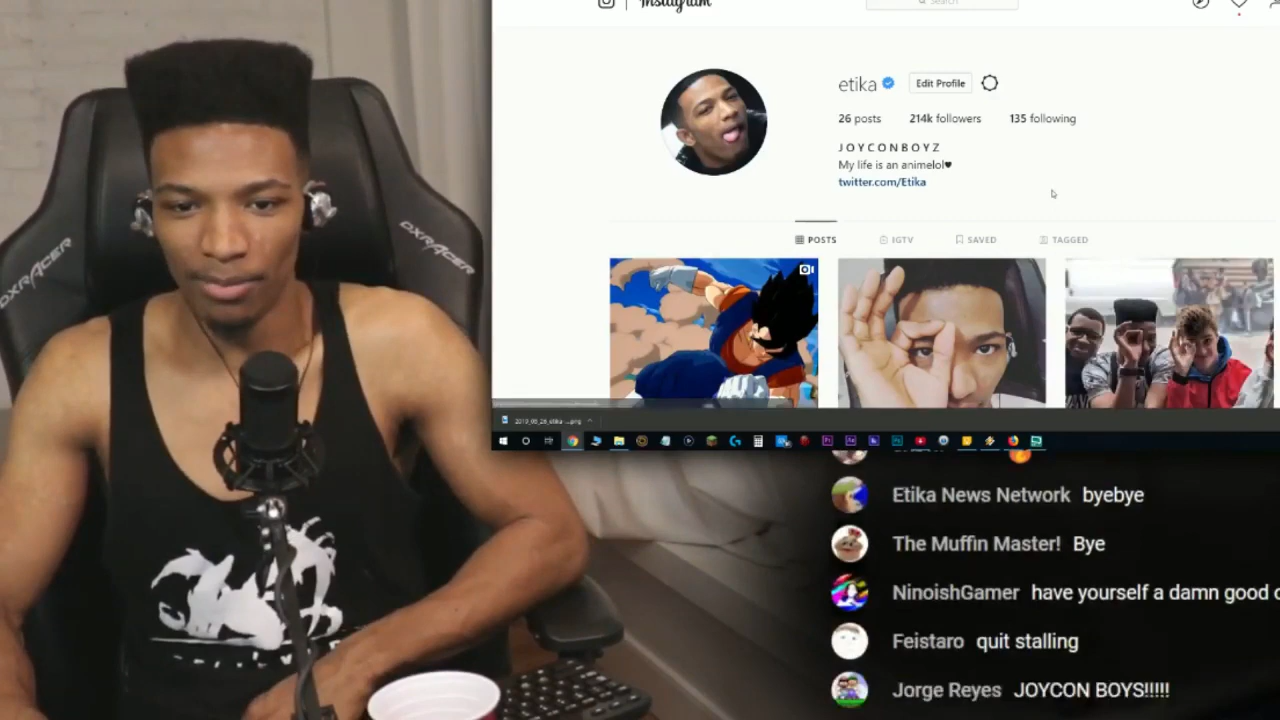 Instagram
Search
etika
Edit Profile
26 posts 214k followers 135 following
J O Y C O N B O Y Z
My life is an animelol♥
twitter.com/Etika
POSTS IGTV SAVED TAGGED
DXRACER
DXRACER
Etika News Network byebye
The Muffin Master! Bye
NinoishGamer have yourself a damn good
Feistaro quit stalling
Jorge Reyes JOYCON BOYS!!!!!